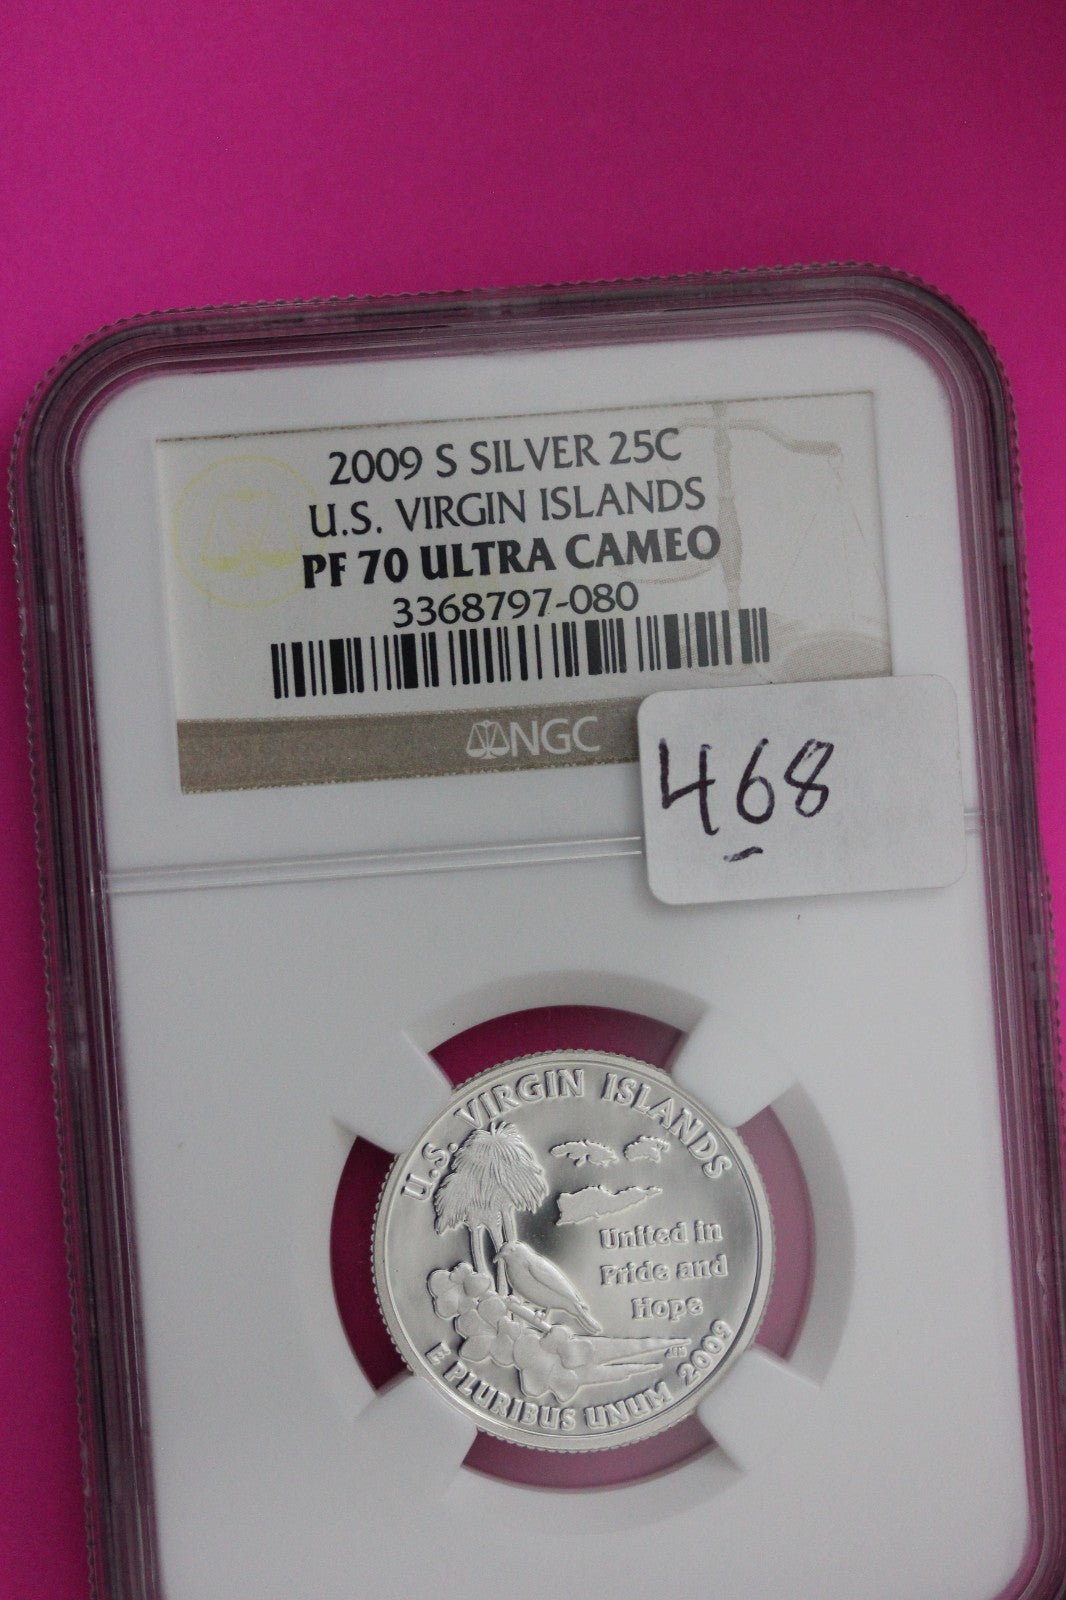 2009 S SILVER 25C
U.S. VIRGIN ISLANDS
PF 70 ULTRA CAMEO
3368797-080
NGC
468
U.S. VIRGIN ISLANDS
United in
Pride and
Hope
E PLURIBUS UNUM 2009